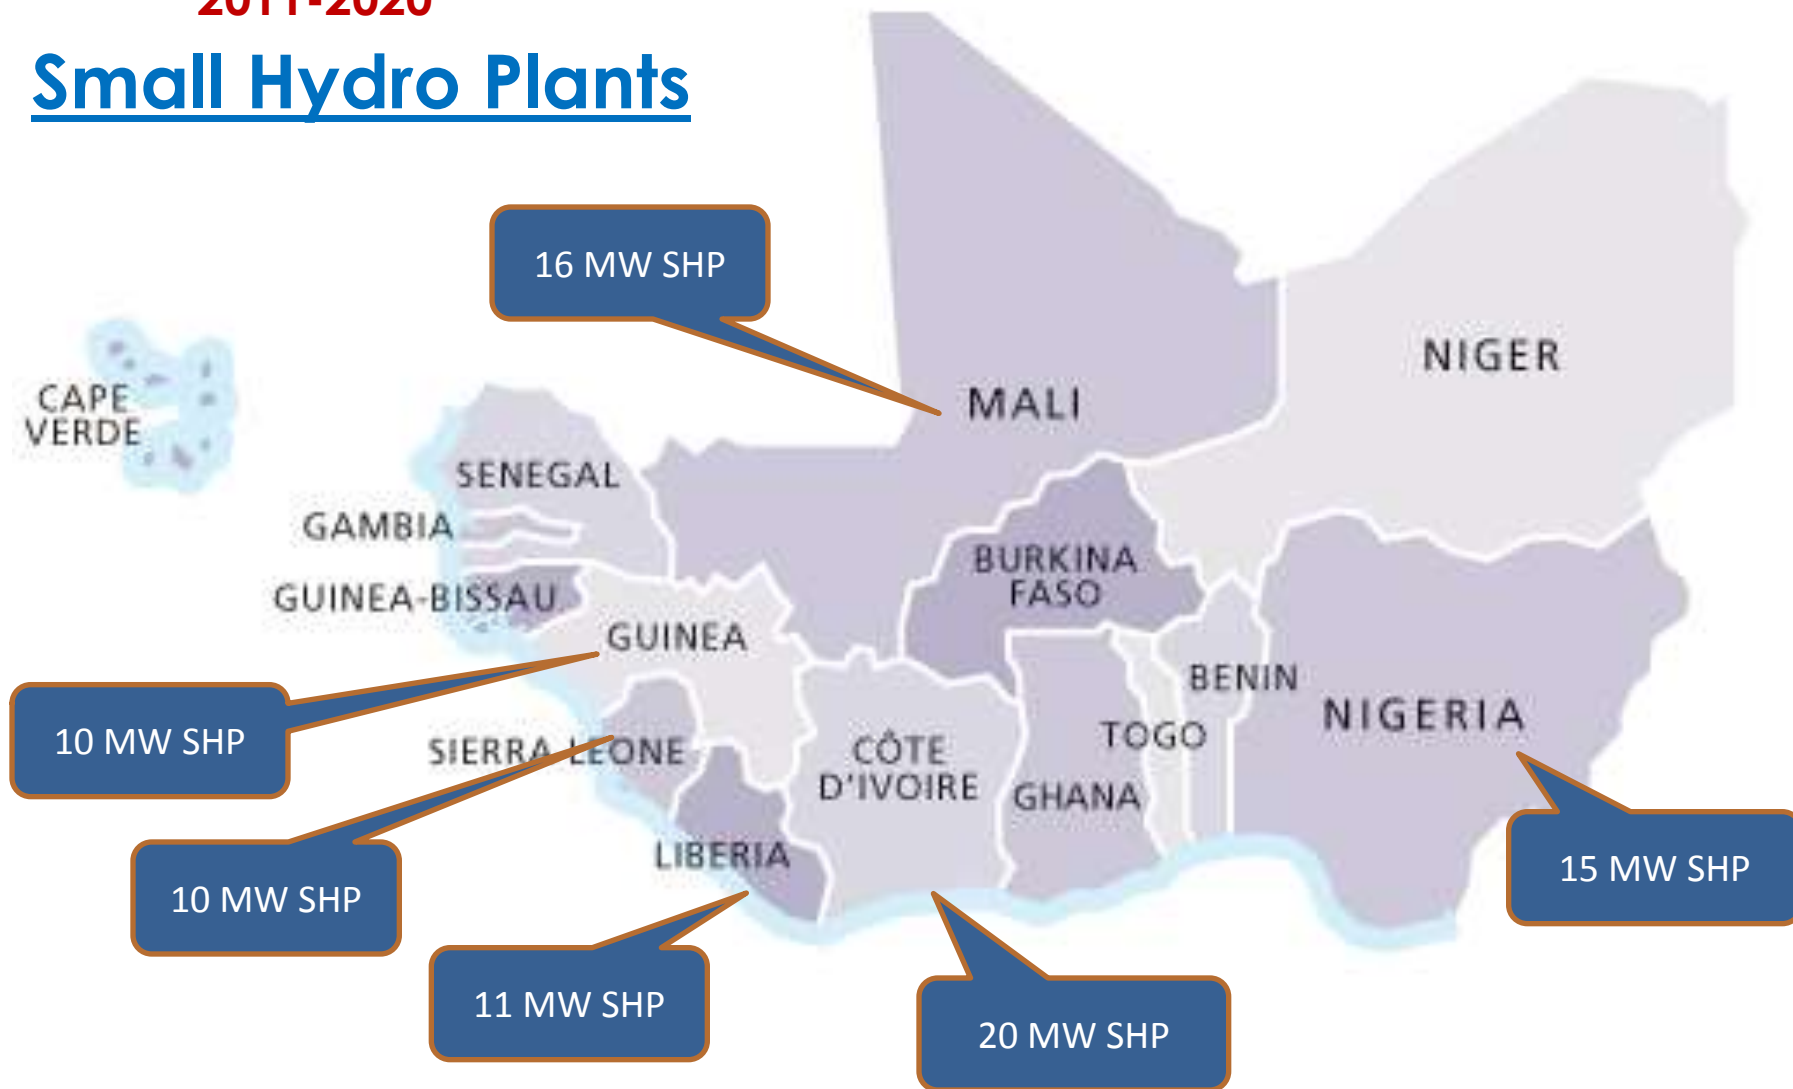 2011-2020
Small Hydro Plants
16 MW SHP
NIGER
MALI
CAPE
VERDE
SENEGAL
GAMBIA
BURKINA
FASO
GUINEA-BISSAU
GUINEA
BENIN
NIGERIA
10 MW SHP
SIERRA LEONE
CÔTE
D'IVOIRE
TOGO
GHANA
LIBERIA
15 MW SHP
10 MW SHP
11 MW SHP
20 MW SHP